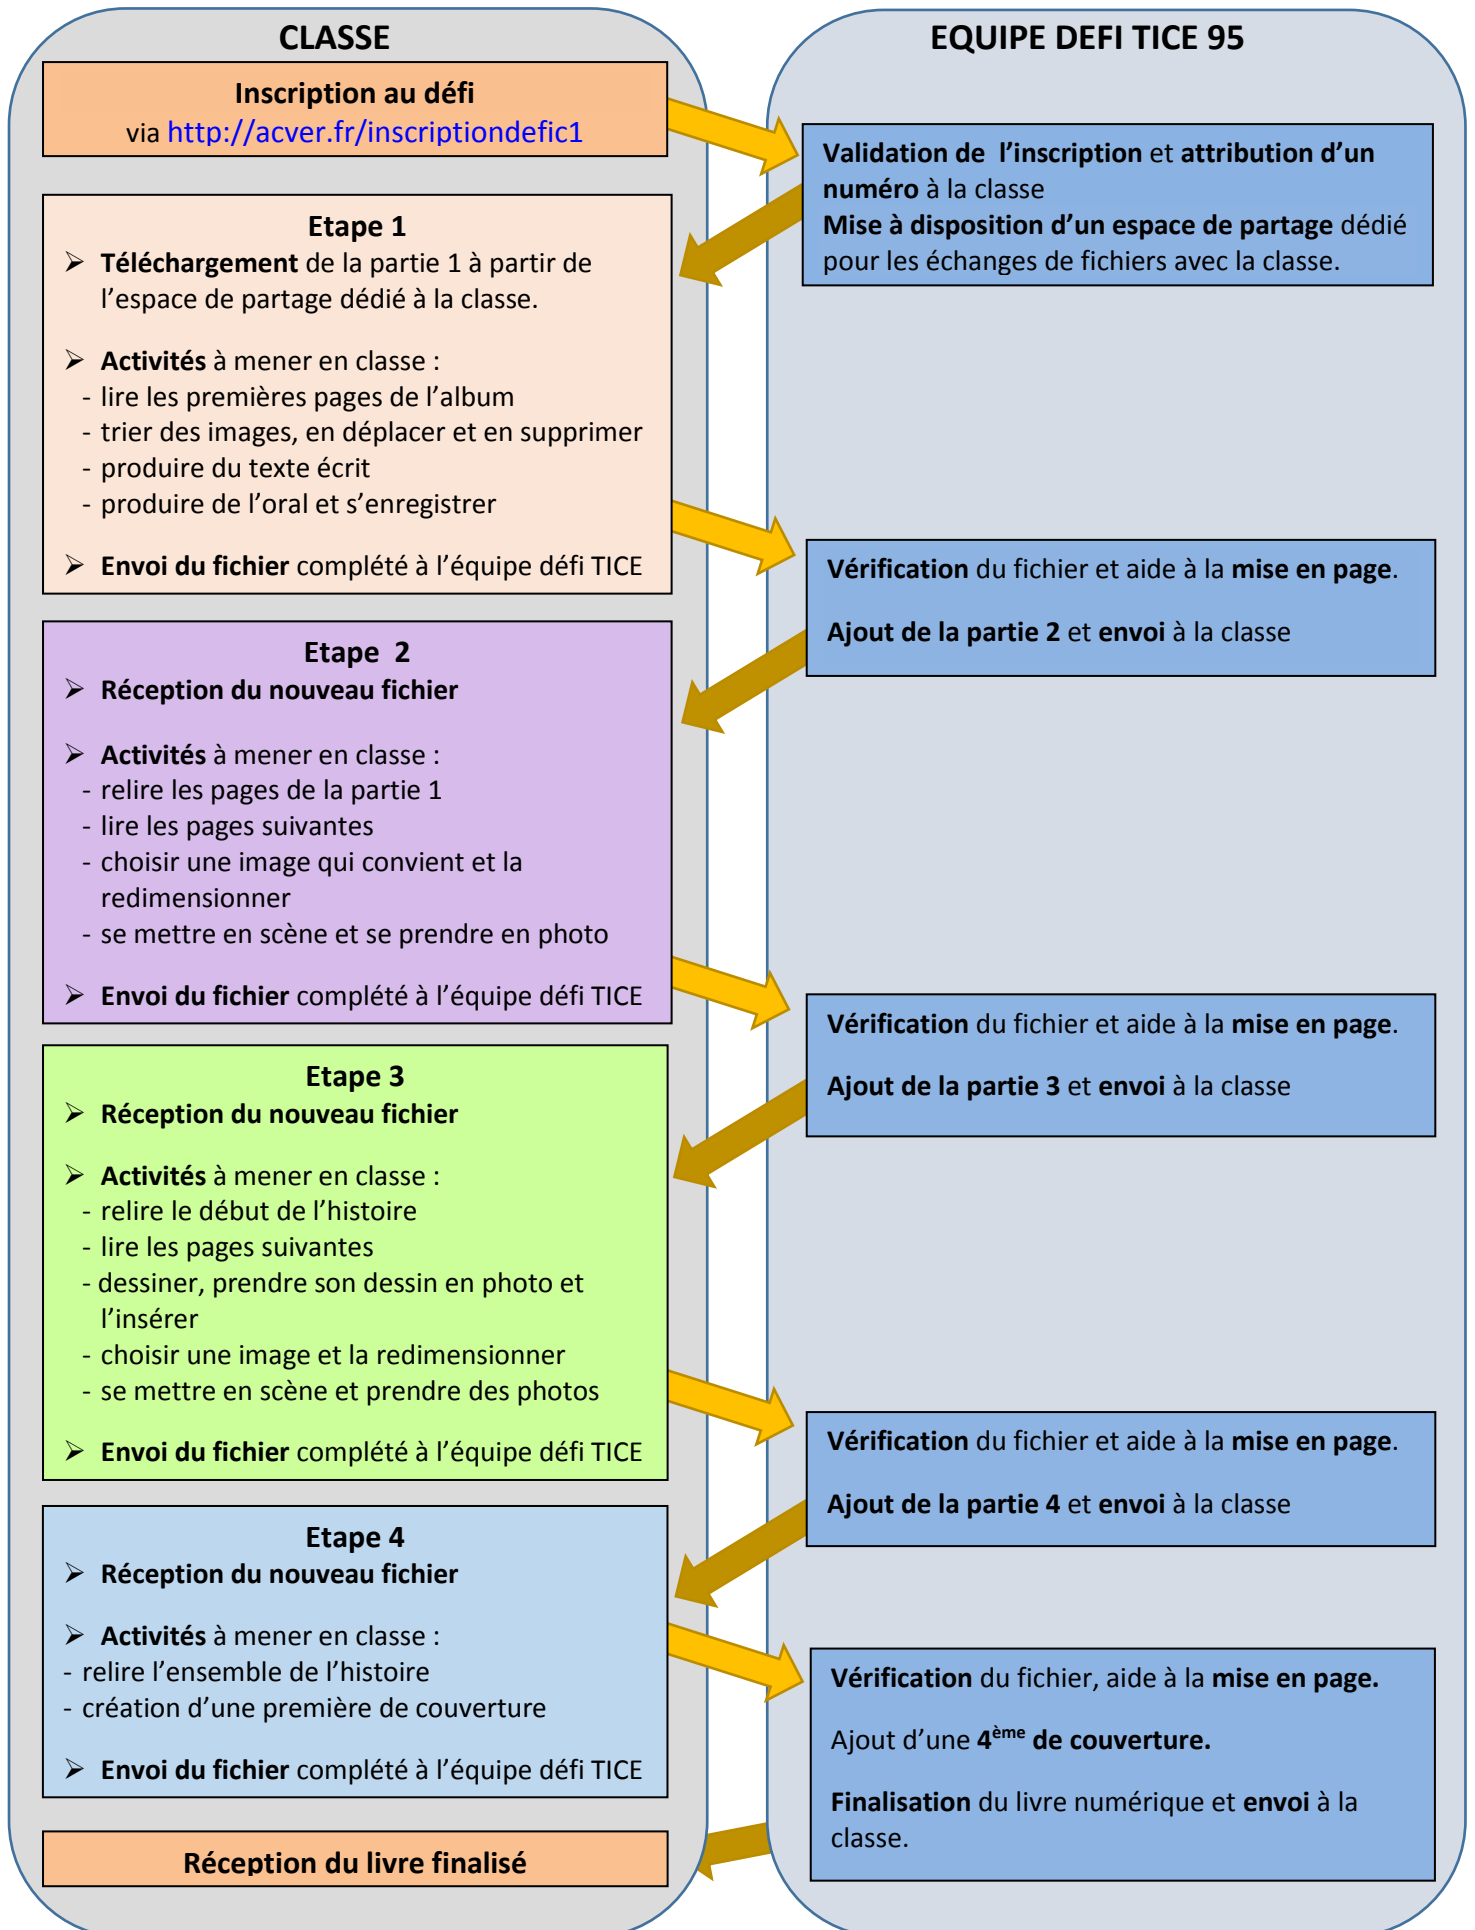 CLASSE
Inscription au défi
via http://acver.fr/inscriptiondefic1
Etape 1
➢ Téléchargement de la partie 1 à partir de
l’espace de partage dédié à la classe.
➢ Activités à mener en classe :
- lire les premières pages de l’album
- trier des images, en déplacer et en supprimer
- produire du texte écrit
- produire de l’oral et s’enregistrer
➢ Envoi du fichier complété à l’équipe défi TICE
Etape 2
➢ Réception du nouveau fichier
➢ Activités à mener en classe :
- relire les pages de la partie 1
- lire les pages suivantes
- choisir une image qui convient et la
redimensionner
- se mettre en scène et se prendre en photo
➢ Envoi du fichier complété à l’équipe défi TICE
Etape 3
➢ Réception du nouveau fichier
➢ Activités à mener en classe :
- relire le début de l’histoire
- lire les pages suivantes
- dessiner, prendre son dessin en photo et
l’insérer
- choisir une image et la redimensionner
- se mettre en scène et prendre des photos
➢ Envoi du fichier complété à l’équipe défi TICE
Etape 4
➢ Réception du nouveau fichier
➢ Activités à mener en classe :
- relire l’ensemble de l’histoire
- création d’une première de couverture
➢ Envoi du fichier complété à l’équipe défi TICE
Réception du livre finalisé
EQUIPE DEFI TICE 95
Validation de l’inscription et attribution d’un
numéro à la classe
Mise à disposition d’un espace de partage dédié
pour les échanges de fichiers avec la classe.
Vérification du fichier et aide à la mise en page.
Ajout de la partie 2 et envoi à la classe
Vérification du fichier et aide à la mise en page.
Ajout de la partie 3 et envoi à la classe
Vérification du fichier et aide à la mise en page.
Ajout de la partie 4 et envoi à la classe
Vérification du fichier, aide à la mise en page.
Ajout d’une 4ème de couverture.
Finalisation du livre numérique et envoi à la
classe.